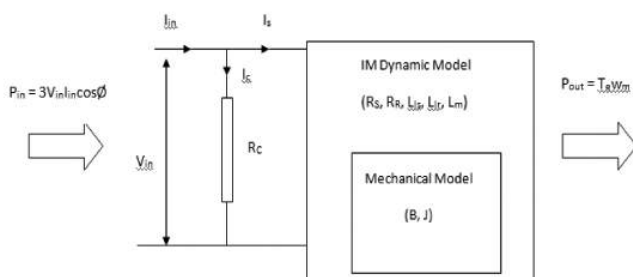 Iin
Is
Pin = 3VinIincosØ
Ic
Vin
RC
IM Dynamic Model
(RS, RR, Lls, Llr, Lm)
Mechanical Model
(B, J)
Pout = TeWm